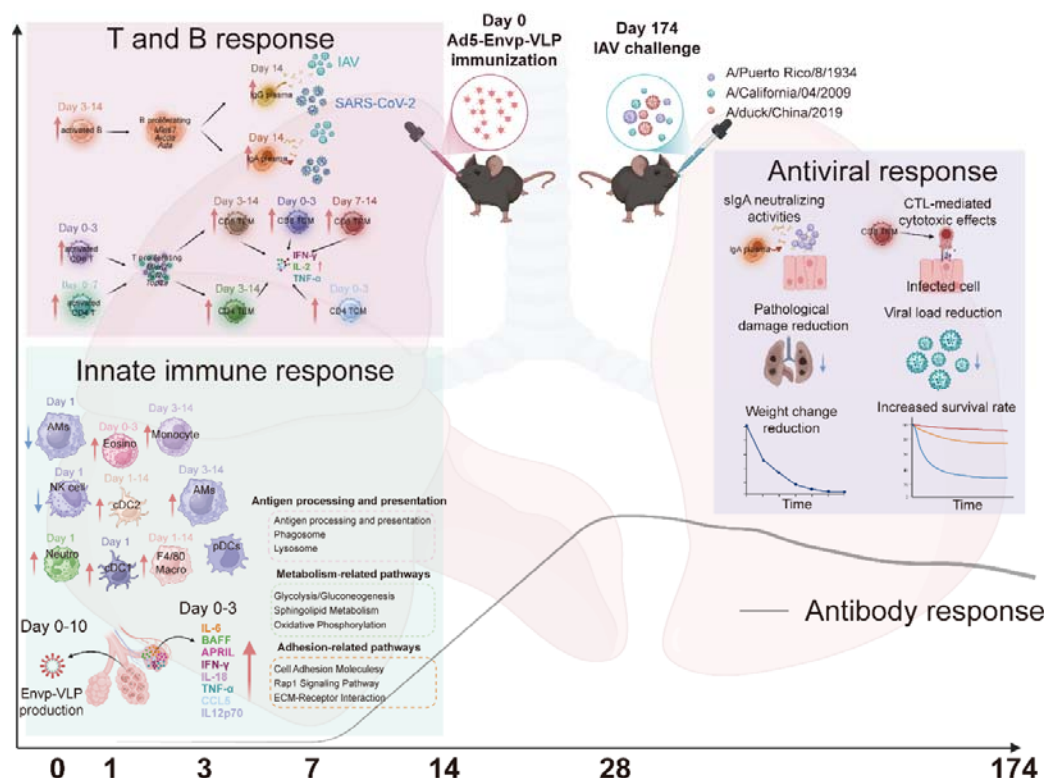 T and B response
Day 14
IAV
IgG plasma
SARS-CoV-2
Day 3-14
activated B
B proliferating
Day 14
IgA plasma
Day 3-14
Day 0-3
Day 7-14
CD8 TEM
Day 0-3
activated
CD8 T
T proliferating
IFN-γ
IL-2
TNF-α
activated
CD4 T
Day 3-14
CD4 TEM
Day 0-3
CD4 TCM
Day 0
Ad5-Envp-VLP
immunization
Day 174
IAV challenge
A/Puerto Rico/8/1934
A/California/04/2009
A/duck/China/2019
Antiviral response
sIgA neutralizing
activities
IgA plasma
CTL-mediated
cytotoxic effects
CD8 TEM
Infected cell
Pathological
damage reduction
Viral load reduction
Weight change
reduction
Time
Increased survival rate
Time
Innate immune response
Day 1
AMs
Day 0-3
Eosino
Day 3-14
Monocyte
Day 1
NK cell
Day 1-14
cDC2
Day 3-14
AMs
Day 1
Neutro
Day 1
cDC1
Day 1-14
F4/80
Macro
pDCs
Antigen processing and presentation
Antigen processing and presentation
Phagosome
Lysosome
Metabolism-related pathways
Glycolysis/Gluconeogenesis
Sphingolipid Metabolism
Oxidative Phosphorylation
Adhesion-related pathways
Cell Adhesion Moleculesy
Rap1 Signaling Pathway
ECM-Receptor Interaction
Day 0-10
Envp-VLP
production
Day 0-3
IL-6
BAFF
APRIL
IFN-γ
IL-18
TNF-α
IL12p70
Antibody response
0 1 3 7 14 28 174